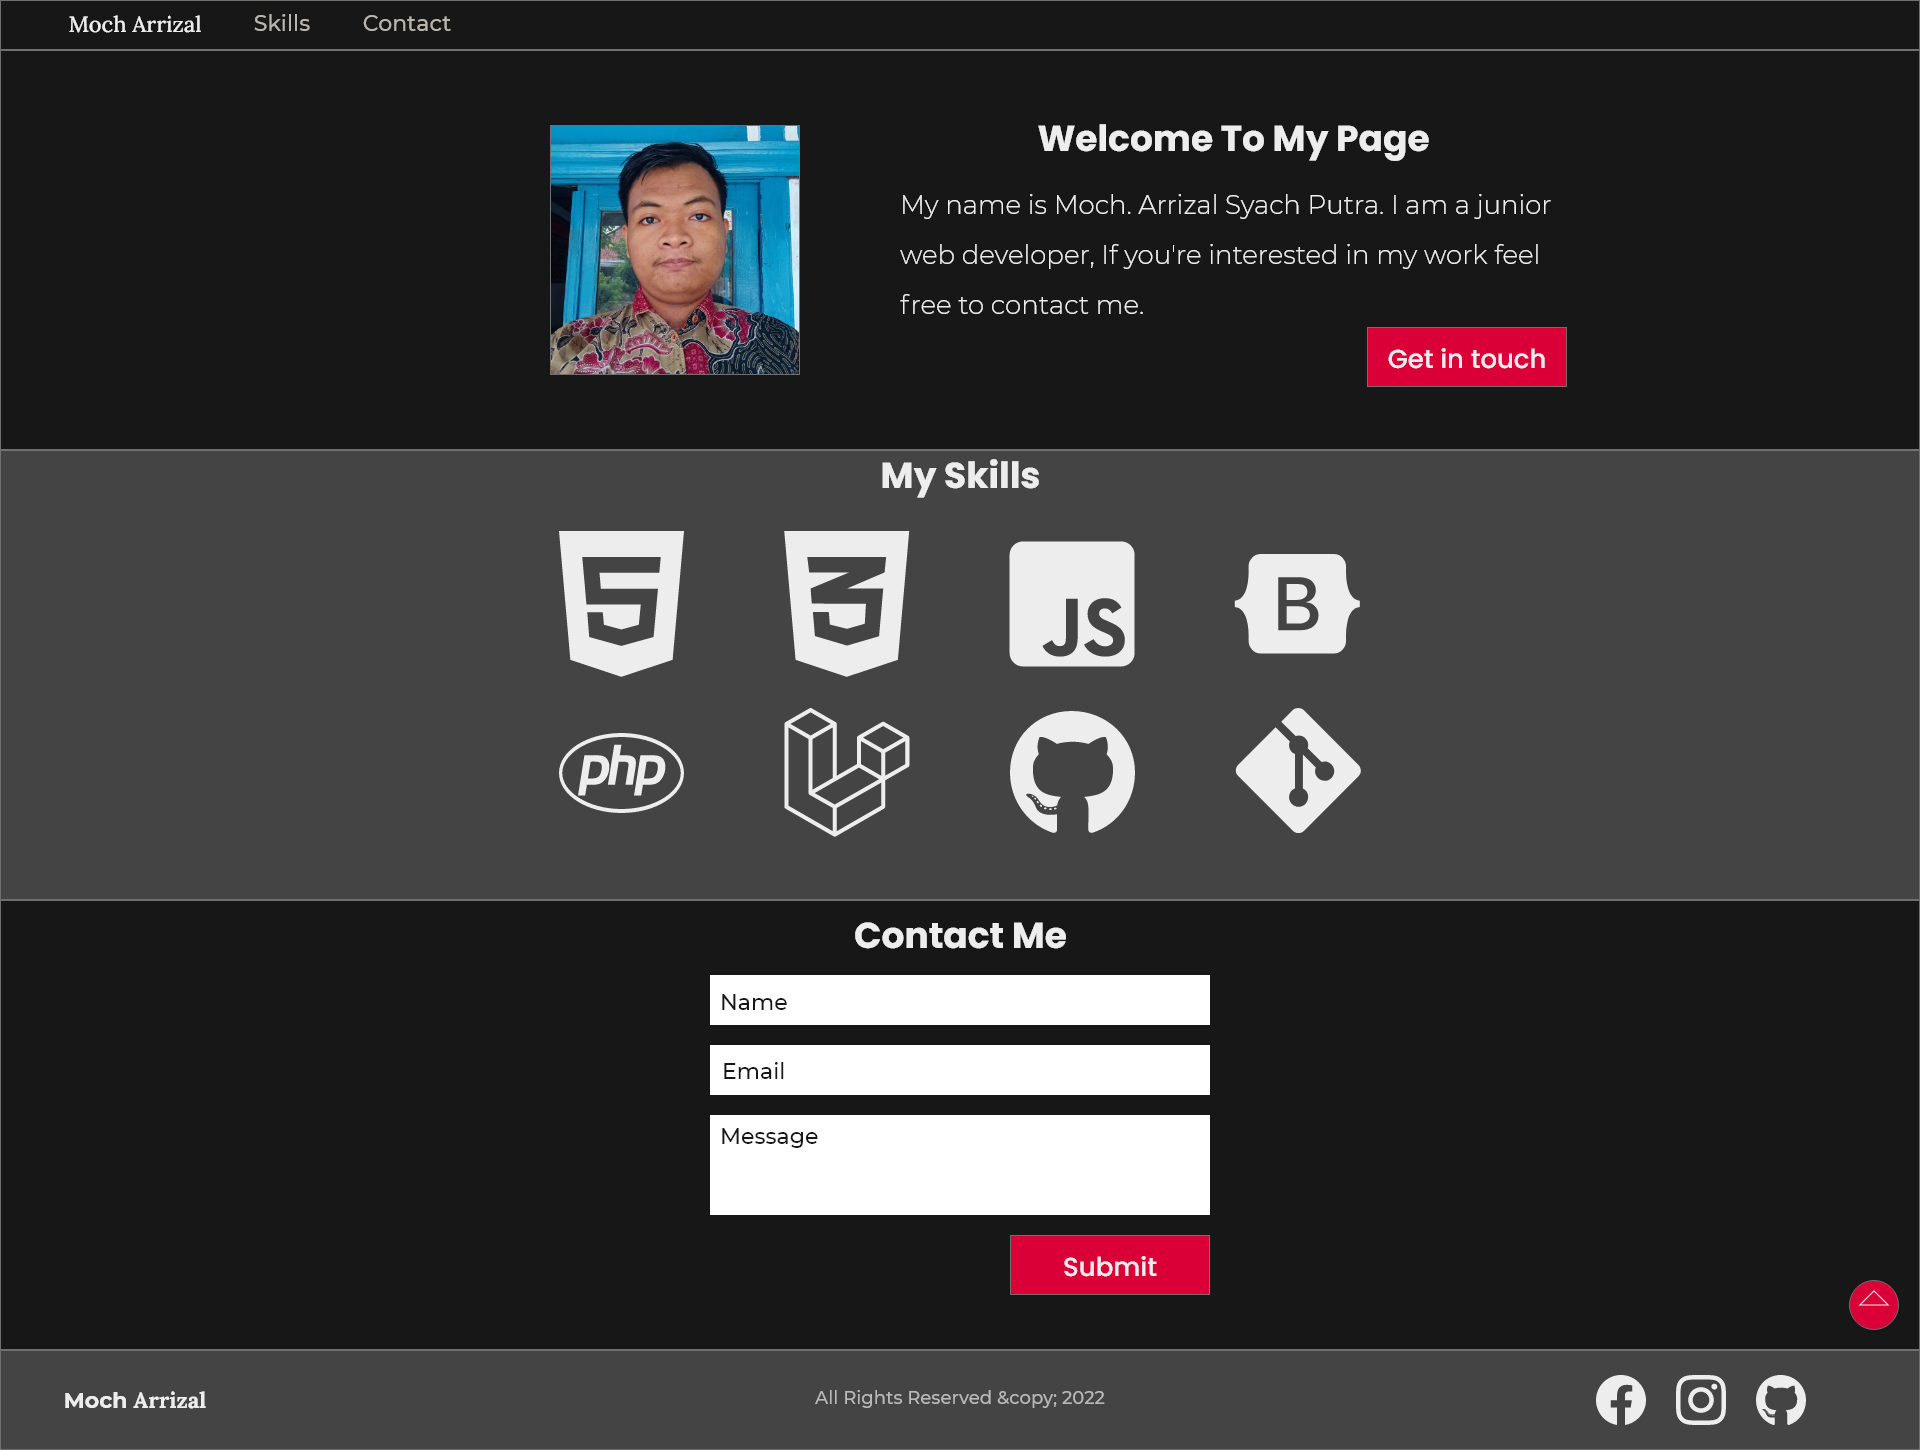 Moch Arrizal Skills Contact
Welcome To My Page
My name is Moch. Arrizal Syach Putra. I am a junior
web developer, If you're interested in my work feel
free to contact me.
Get in touch
My Skills
5 3 JS B
php
Contact Me
Name
Email
Message
Submit
Moch Arrizal All Rights Reserved &copy; 2022